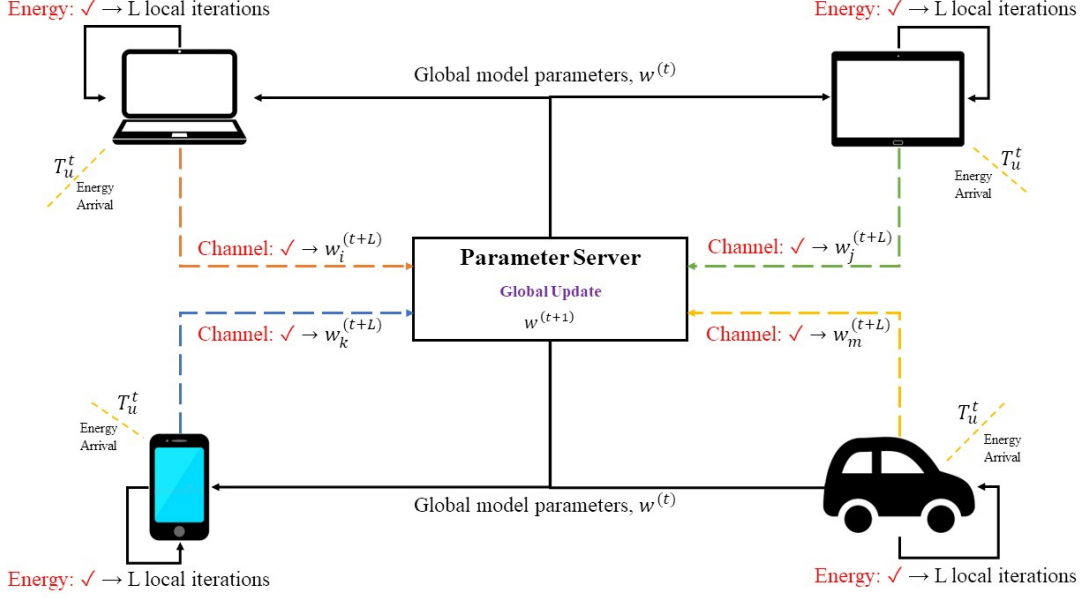 Energy: ✓ → L local iterations
Energy: ✓ → L local iterations
Global model parameters, w^(t)
T_u^t
Energy
Arrival
T_u^t
Energy
Arrival
Channel: ✓ → w_i^(t+L)
Parameter Server
Global Update
w^(t+1)
Channel: ✓ → w_j^(t+L)
Channel: ✓ → w_k^(t+L)
Channel: ✓ → w_m^(t+L)
T_u^t
Energy
Arrival
T_u^t
Energy
Arrival
Global model parameters, w^(t)
Energy: ✓ → L local iterations
Energy: ✓ → L local iterations